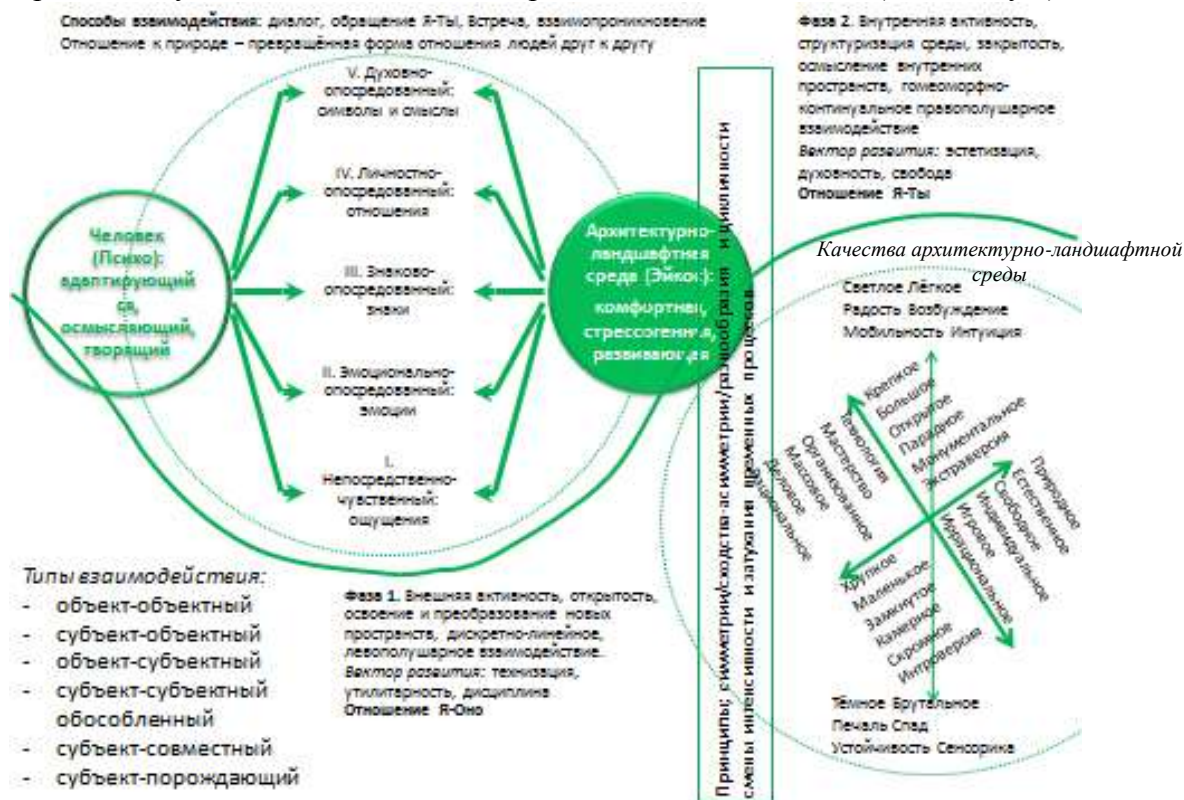 Способы взаимодействия: диалог, обращение Я-Ты, Встреча, взаимопроникновение
Отношение к природе – превращённая форма отношения людей друг к другу
V. Духовно-
опосредованный:
символы и смыслы
IV. Личностно-
опосредованный:
отношения
III. Знаково-
опосредованный:
знаки
II. Эмоционально-
опосредованный:
эмоции
I.
Непосредственно-
чувственный:
ощущения
Человек
(Психо):
адаптирующий
ся,
осмысляющий,
творящий
Архитектурно-
ландшафтная
среда (Эйкос):
комфортная,
стрессогенная,
развивающая
Типы взаимодействия:
- объект-объектный
- субъект-объектный
- объект-субъектный
- субъект-субъектный
обособленный
- субъект-совместный
- субъект-порождающий
Фаза 1. Внешняя активность, открытость,
освоение и преобразование новых
пространств, дискретно-линейное,
левополушарное взаимодействие.
Вектор развития: технизация,
утилитарность, дисциплина
Отношение Я-Оно
Принципы: симметрии/сходства-асимметрии/разнообразия и цикличности
смены интенсивности и затухания временных процессов
Фаза 2. Внутренняя активность,
структуризация среды, закрытость,
осмысление внутренних
пространств, гомеоморфно-
континуальное правополушарное
взаимодействие
Вектор развития: эстетизация,
духовность, свобода
Отношение Я-Ты
Качества архитектурно-ландшафтной
среды
Светлое Лёгкое
Радость Возбуждение
Мобильность Интуиция
Крепкое
Большое
Открытое
Парадное
Монументальное
Экстраверсия
Технология
Мастерство
Организованное
Массовое
Деловое
Рациональное
Природное
Естественное
Свободное
Индивидуальное
Игровое
Иррациональное
Хрупкое
Маленькое
Замкнутое
Камерное
Скромное
Интроверсия
Тёмное Брутальное
Печаль Спад
Устойчивость Сенсорика